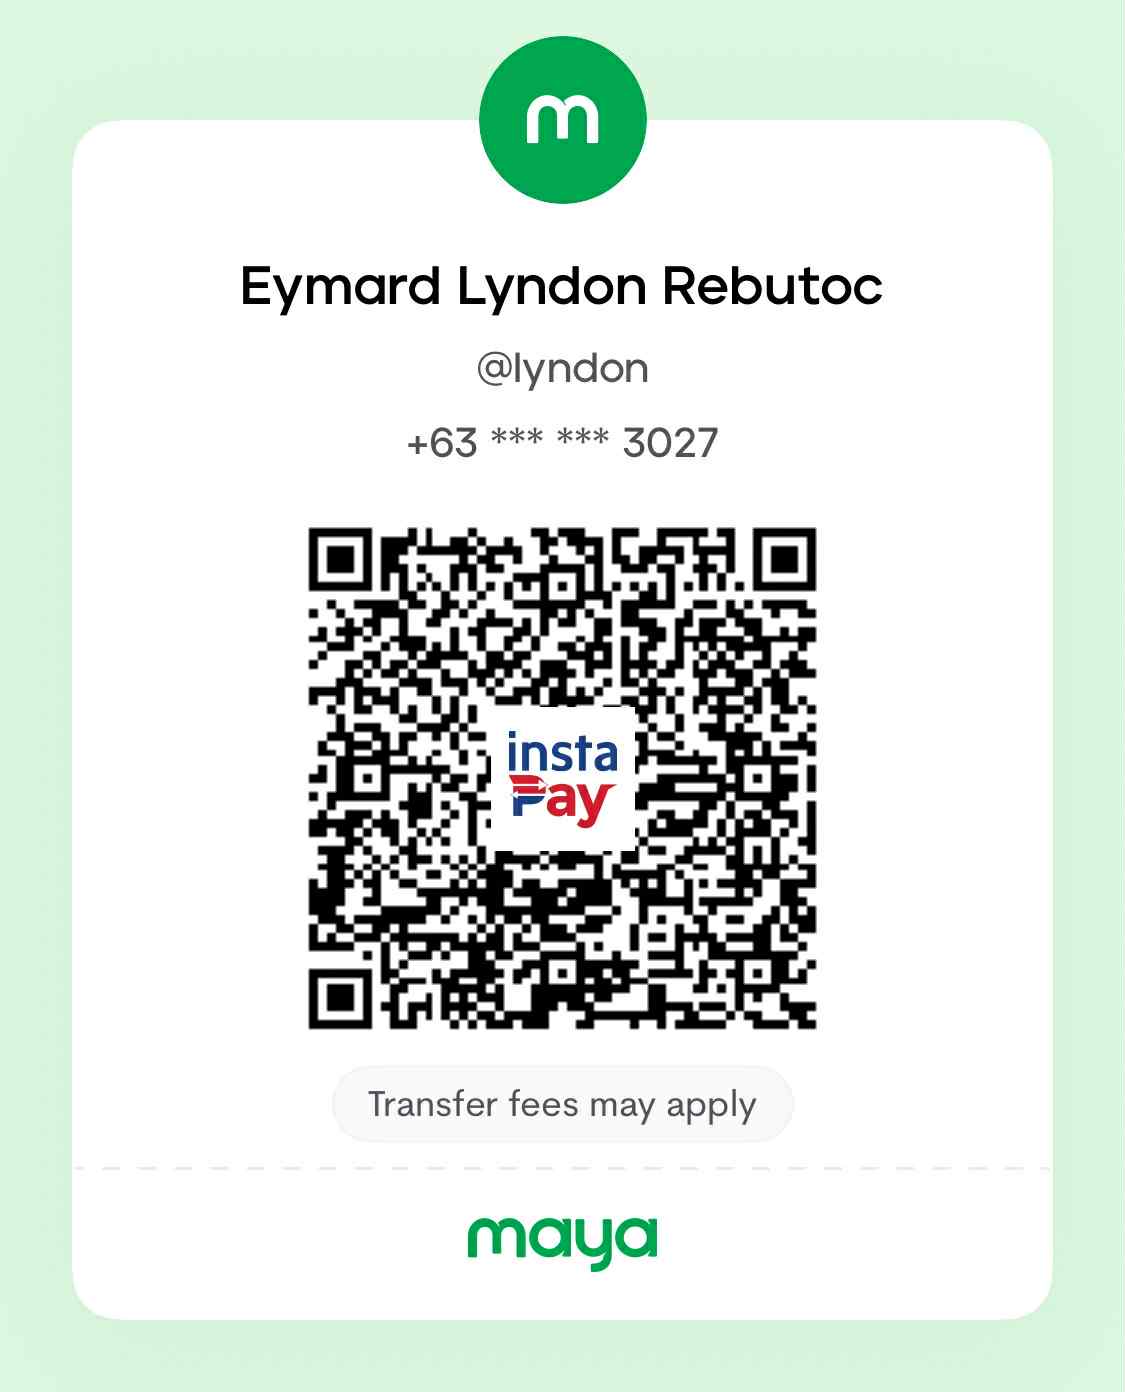 m
Eymard Lyndon Rebutoc
@lyndon
+63 *** *** 3027
insta
Pay
Transfer fees may apply
maya